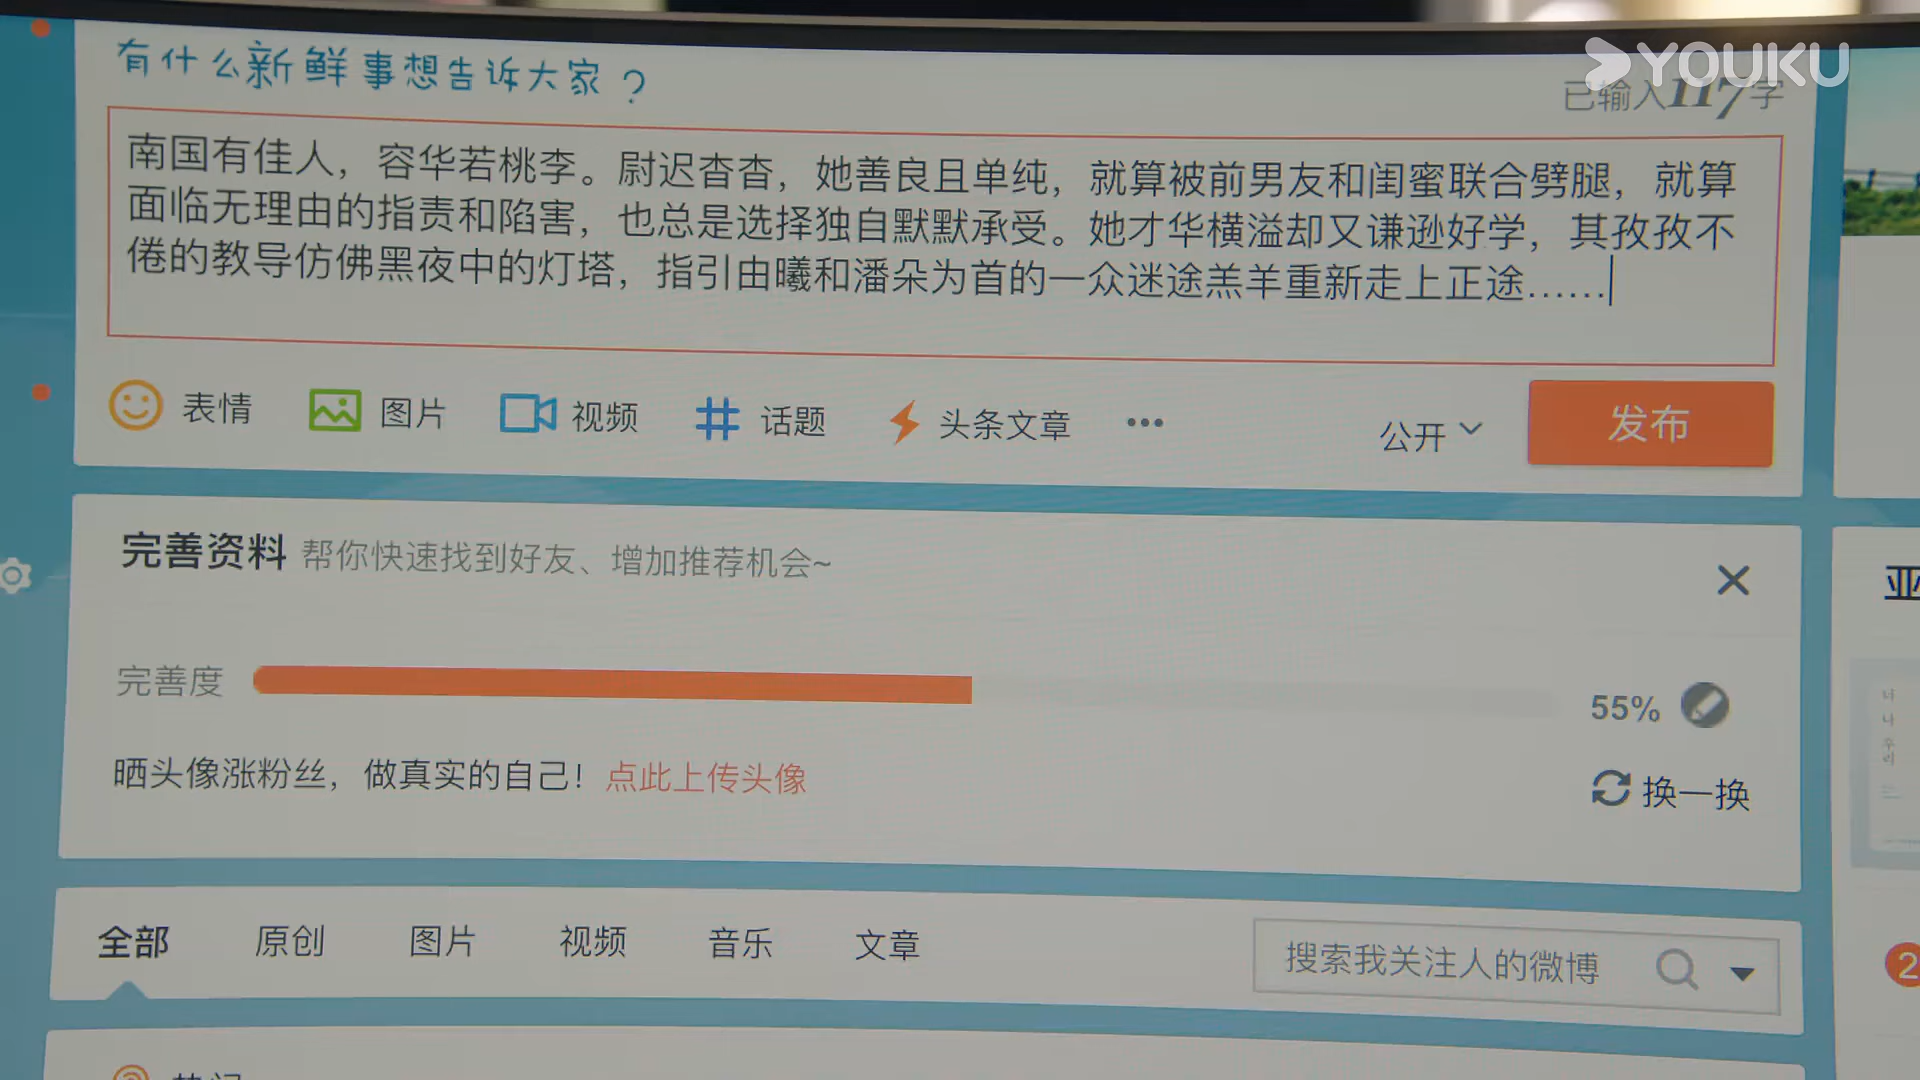 有什么新鲜事想告诉大家？
YOUKU
已输入117字
南国有佳人，容华若桃李。尉迟杳杳，她善良且单纯，就算被前男友和闺蜜联合劈腿，就算
面临无理由的指责和陷害，也总是选择独自默默承受。她才华横溢却又谦逊好学，其孜孜不
倦的教导仿佛黑夜中的灯塔，指引由曦和潘朵为首的一众迷途羔羊重新走上正途……
表情 图片 视频 话题 头条文章 ··· 公开 发布
完善资料 帮你快速找到好友、增加推荐机会~
亚
完善度 55%
너
나
우
리
晒头像涨粉丝，做真实的自己！点此上传头像
换一换
全部 原创 图片 视频 音乐 文章
搜索我关注人的微博
2